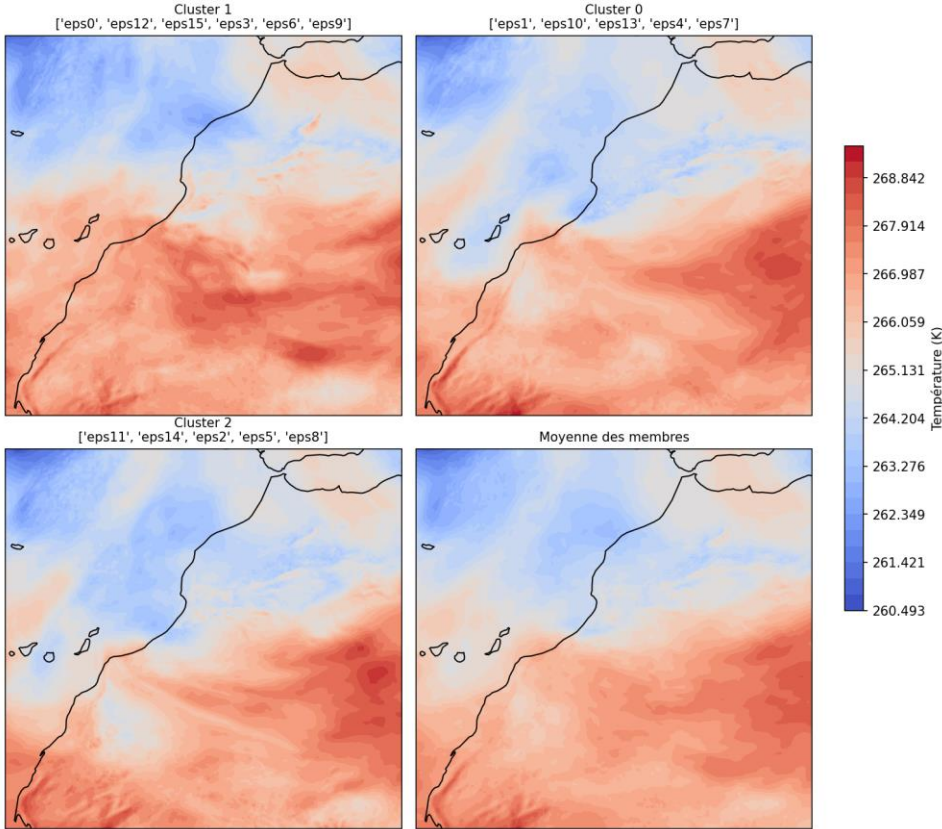 Cluster 1
['eps0', 'eps12', 'eps15', 'eps3', 'eps6', 'eps9']
Cluster 0
['eps1', 'eps10', 'eps13', 'eps4', 'eps7']
Cluster 2
['eps11', 'eps14', 'eps2', 'eps5', 'eps8']
Moyenne des membres
268.842
267.914
266.987
266.059
265.131
264.204
263.276
262.349
261.421
260.493
Température (K)